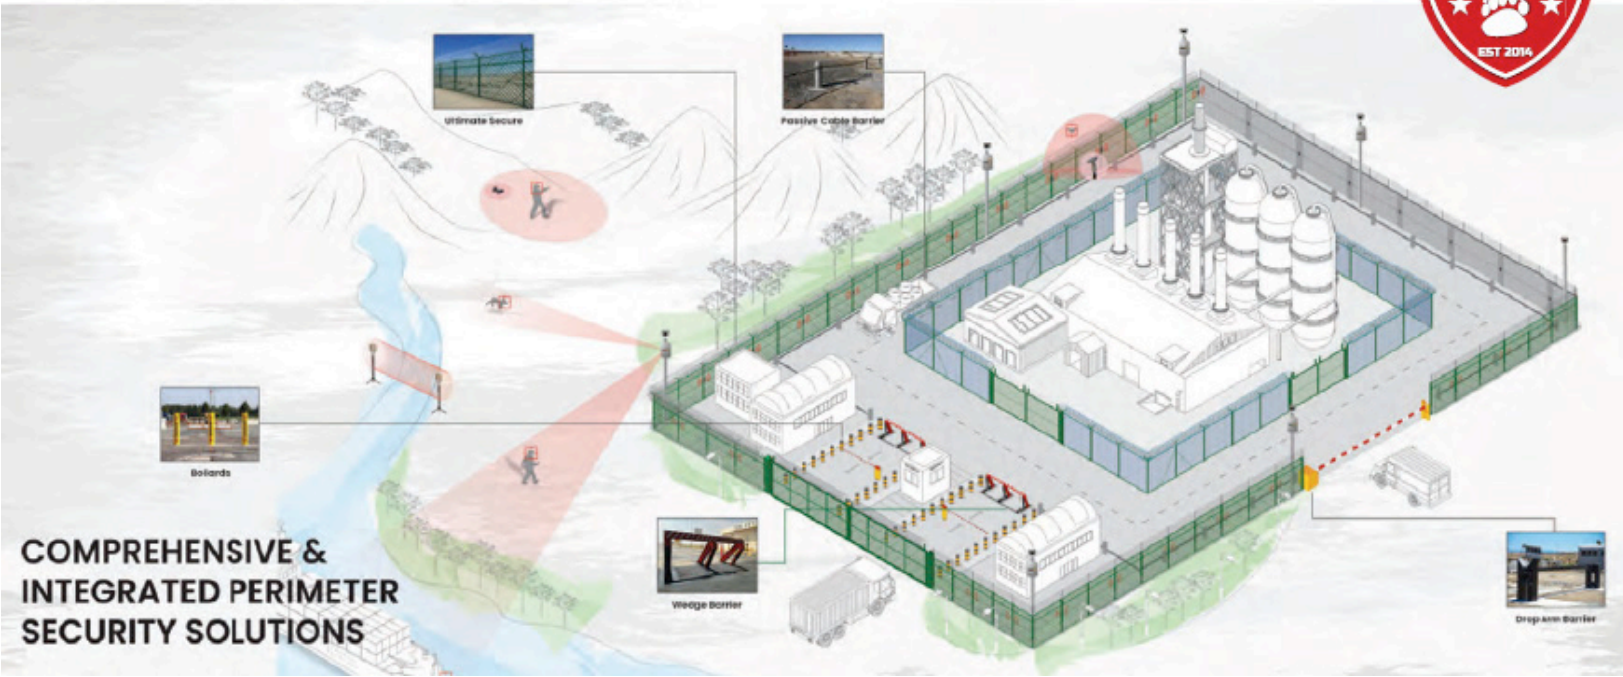 EST 2014
Ultimate Secure
Passive Cable Barrier
Bollards
Wedge Barrier
Drop Arm Barrier
COMPREHENSIVE &
INTEGRATED PERIMETER
SECURITY SOLUTIONS